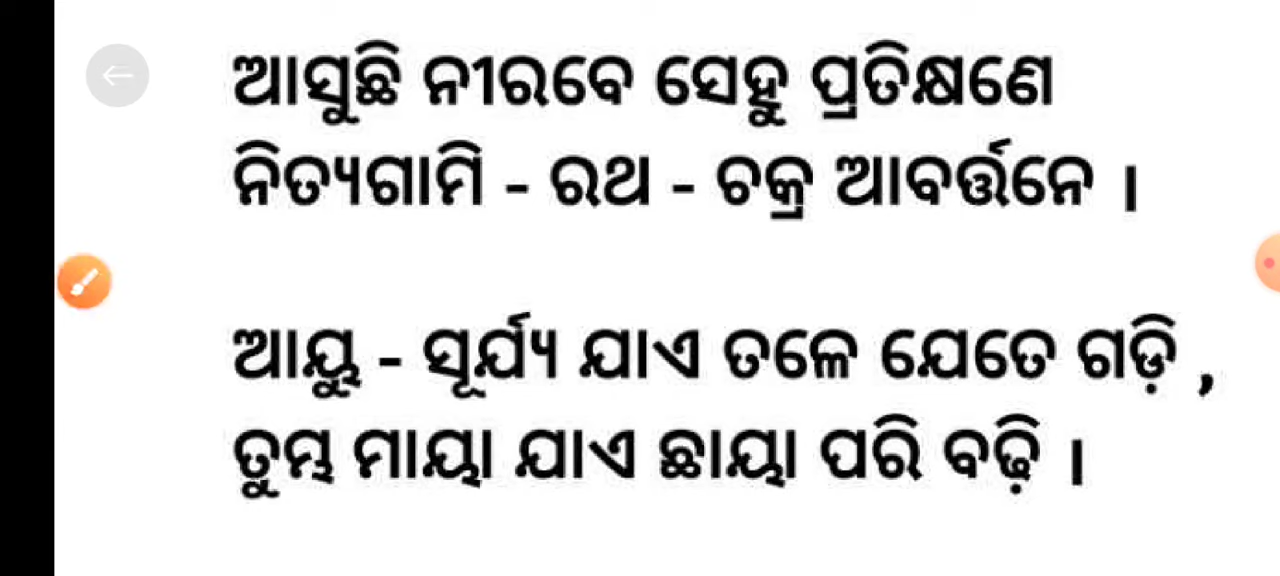 ଆସୁଛି ନୀରବେ ସେହୁ ପ୍ରତିକ୍ଷଣେ
ନିତ୍ୟଗାମି - ରଥ - ଚକ୍ର ଆବର୍ତ୍ତନେ ।
ଆୟୁ - ସୂର୍ଯ୍ୟ ଯାଏ ତଳେ ଯେତେ ଗଡ଼ି ,
ତୁମ୍ଭ ମାୟା ଯାଏ ଛାୟା ପରି ବଢ଼ି ।